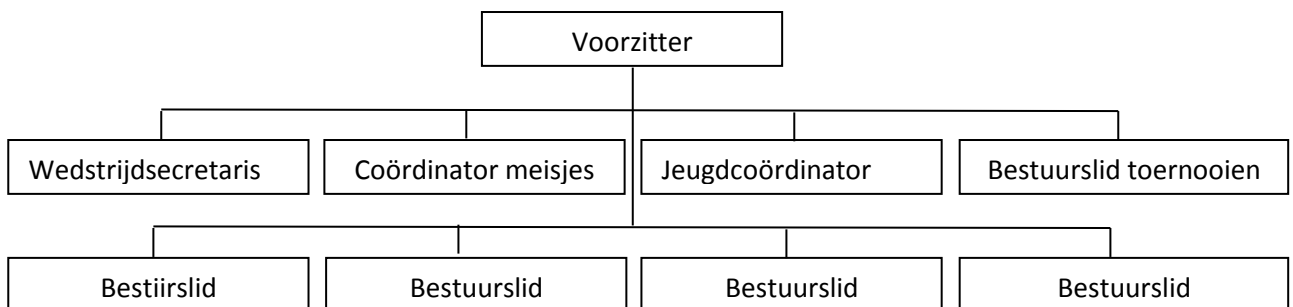 Voorzitter
Wedstrijdsecretaris
Coördinator meisjes
Jeugdcoördinator
Bestuurslid toernooien
Bestiirslid
Bestuurslid
Bestuurslid
Bestuurslid